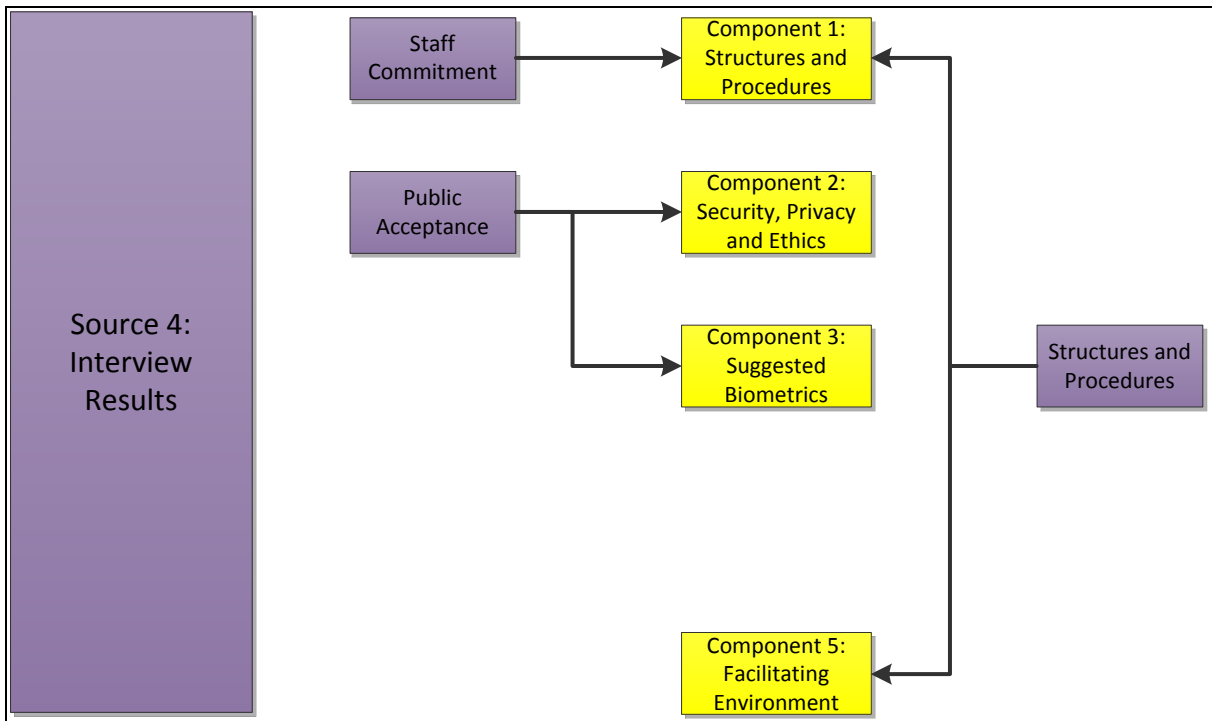 Source 4:
Interview
Results
Staff
Commitment
Component 1:
Structures and
Procedures
Public
Acceptance
Component 2:
Security, Privacy
and Ethics
Component 3:
Suggested
Biometrics
Structures and
Procedures
Component 5:
Facilitating
Environment